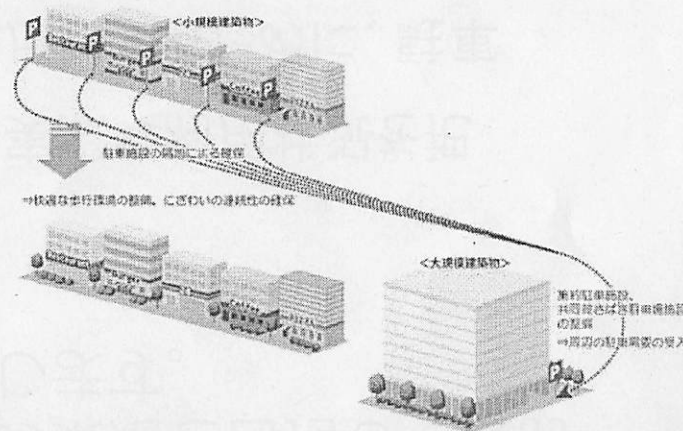 <小規模建築物>
P
P
P
P
P
駐車施設の隔地による確保
⇒快適な歩行環境の整備、にぎわいの連続性の確保
<大規模建築物>
集約駐車施設、
共同荷さばき駐車場施設
の整備
⇒周辺の駐車需要の受入
P